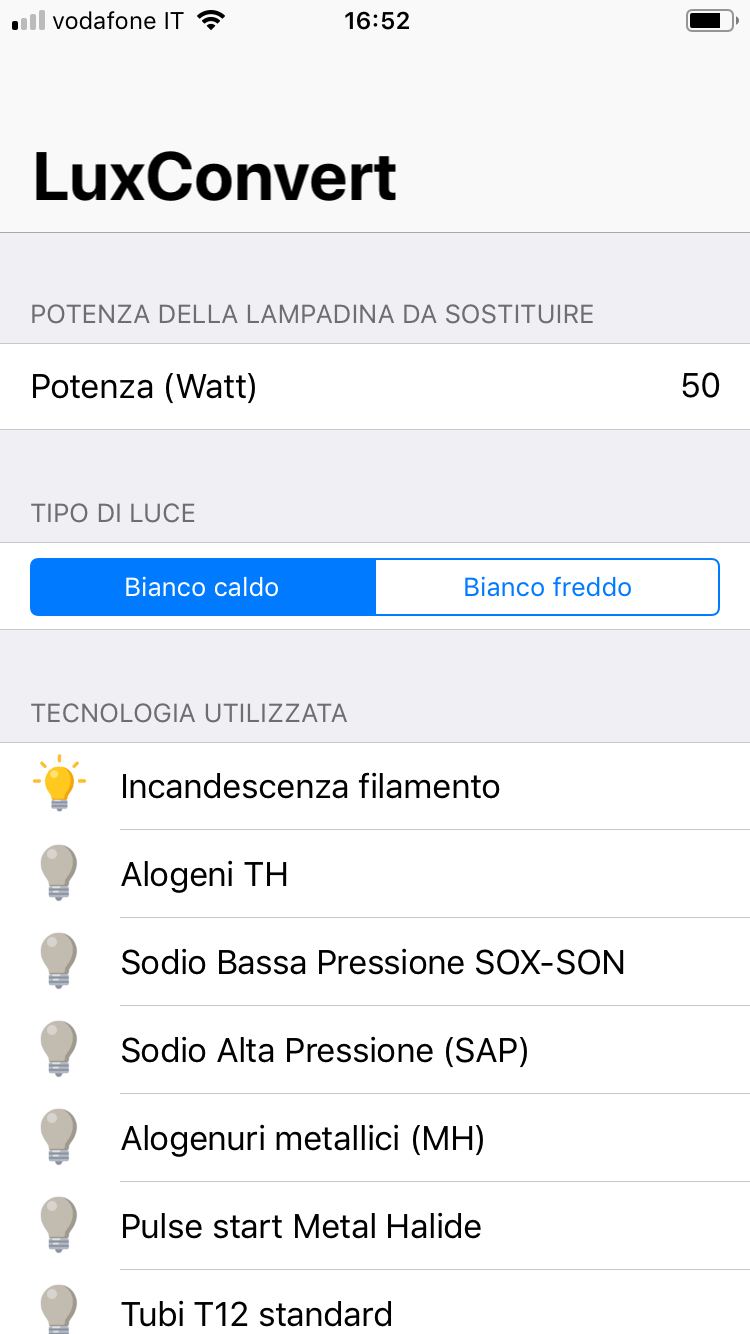 vodafone IT 16:52
LuxConvert
POTENZA DELLA LAMPADINA DA SOSTITUIRE
Potenza (Watt) 50
TIPO DI LUCE
Bianco caldo Bianco freddo
TECNOLOGIA UTILIZZATA
Incandescenza filamento
Alogeni TH
Sodio Bassa Pressione SOX-SON
Sodio Alta Pressione (SAP)
Alogenuri metallici (MH)
Pulse start Metal Halide
Tubi T12 standard